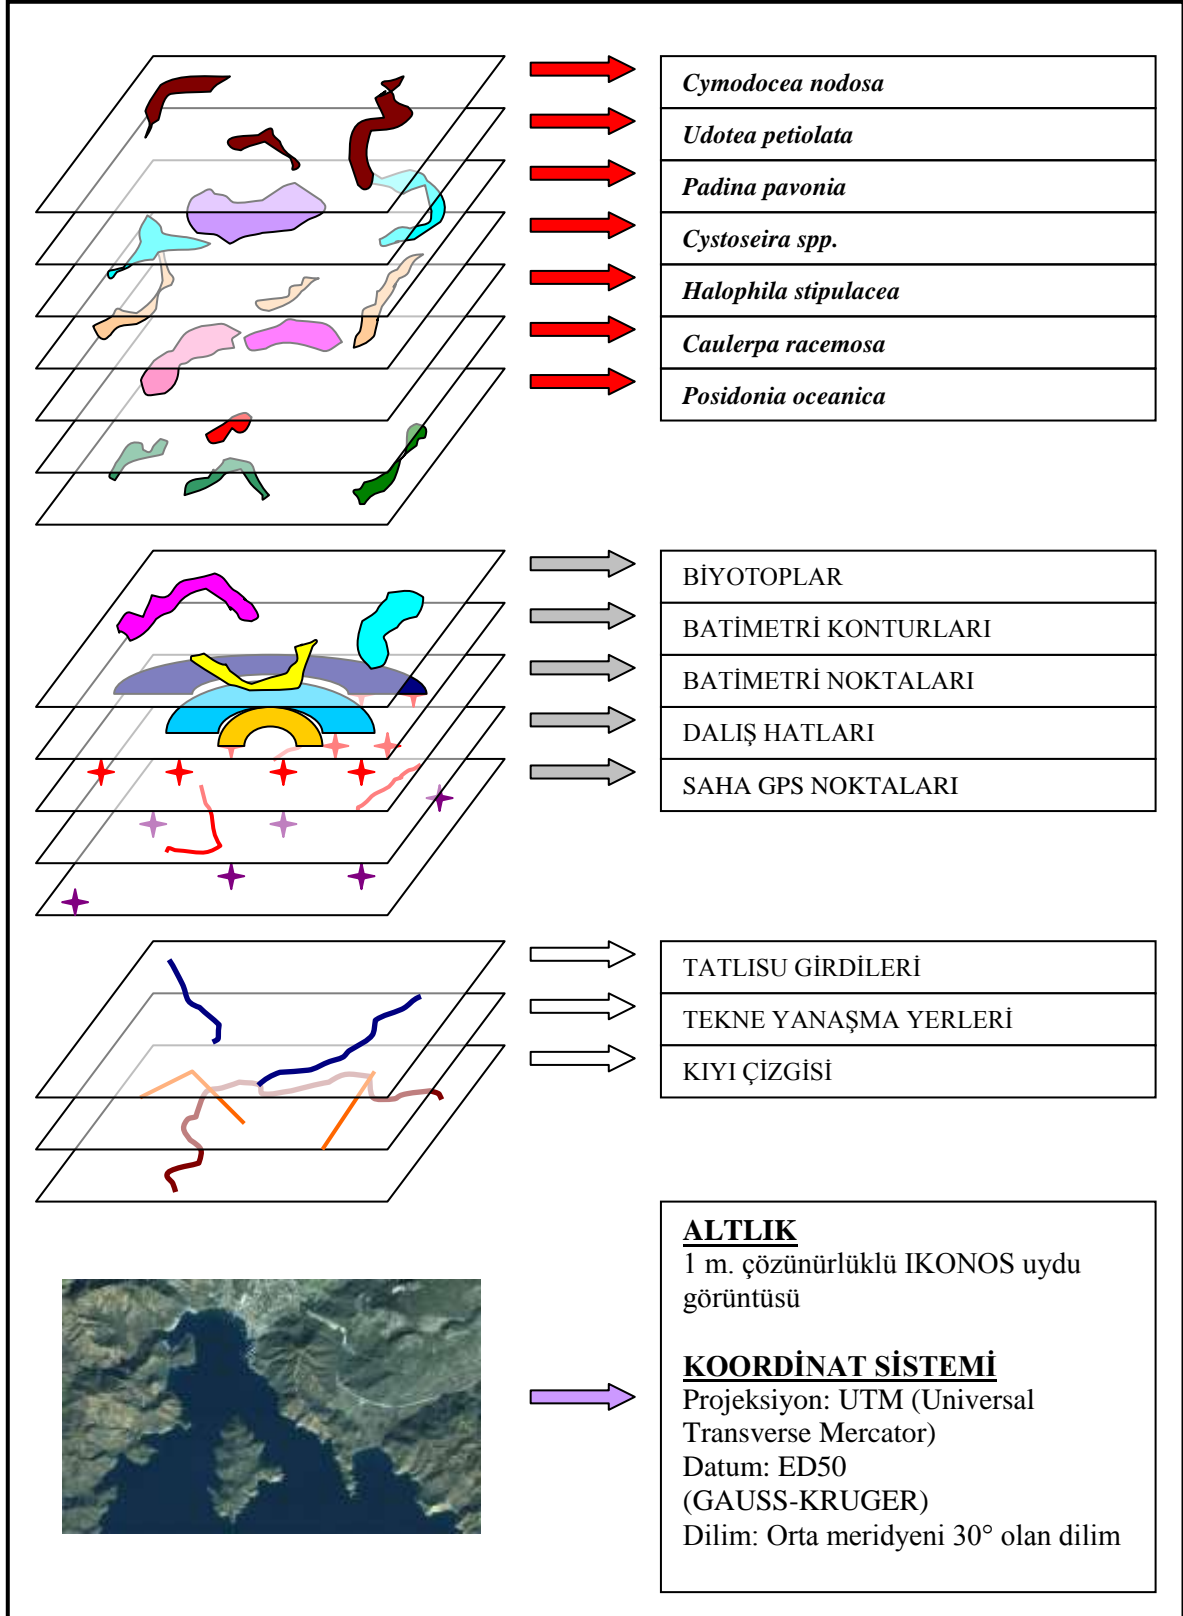 Cymodocea nodosa
Udotea petiolata
Padina pavonia
Cystoseira spp.
Halophila stipulacea
Caulerpa racemosa
Posidonia oceanica
BİYOTOPLAR
BATİMETRİ KONTURLARI
BATİMETRİ NOKTALARI
DALIŞ HATLARI
SAHA GPS NOKTALARI
TATLISU GİRDİLERİ
TEKNE YANAŞMA YERLERİ
KIYI ÇİZGİSİ
ALTLIK
1 m. çözünürlüklü IKONOS uydu
görüntüsü
KOORDİNAT SİSTEMİ
Projeksiyon: UTM (Universal
Transverse Mercator)
Datum: ED50
(GAUSS-KRUGER)
Dilim: Orta meridyeni 30° olan dilim